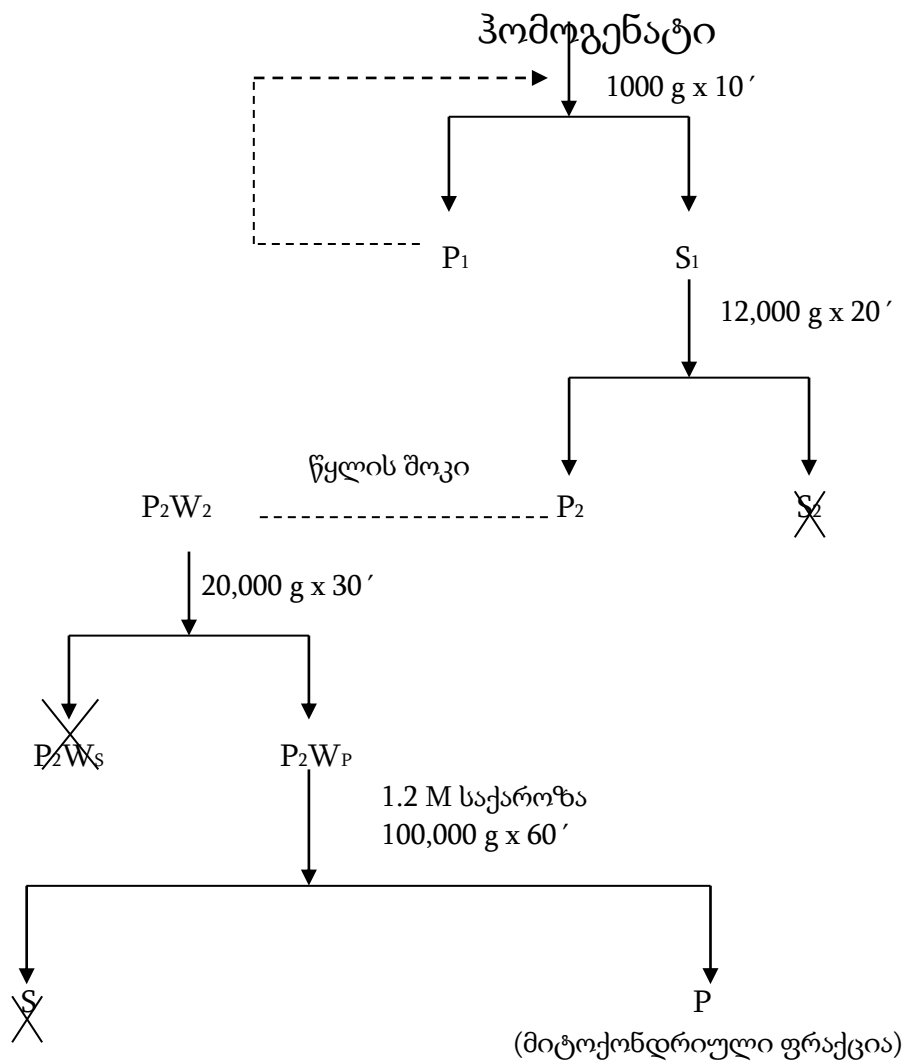 ჰომოგენატი
1000 g x 10´
P₁ S₁
12,000 g x 20´
წყლის შოკი
P₂W₂ P₂ S₂
20,000 g x 30´
P₂Wₛ P₂Wₚ
1.2 M საქაროზა
100,000 g x 60´
S P
(მიტოქონდრიული ფრაქცია)